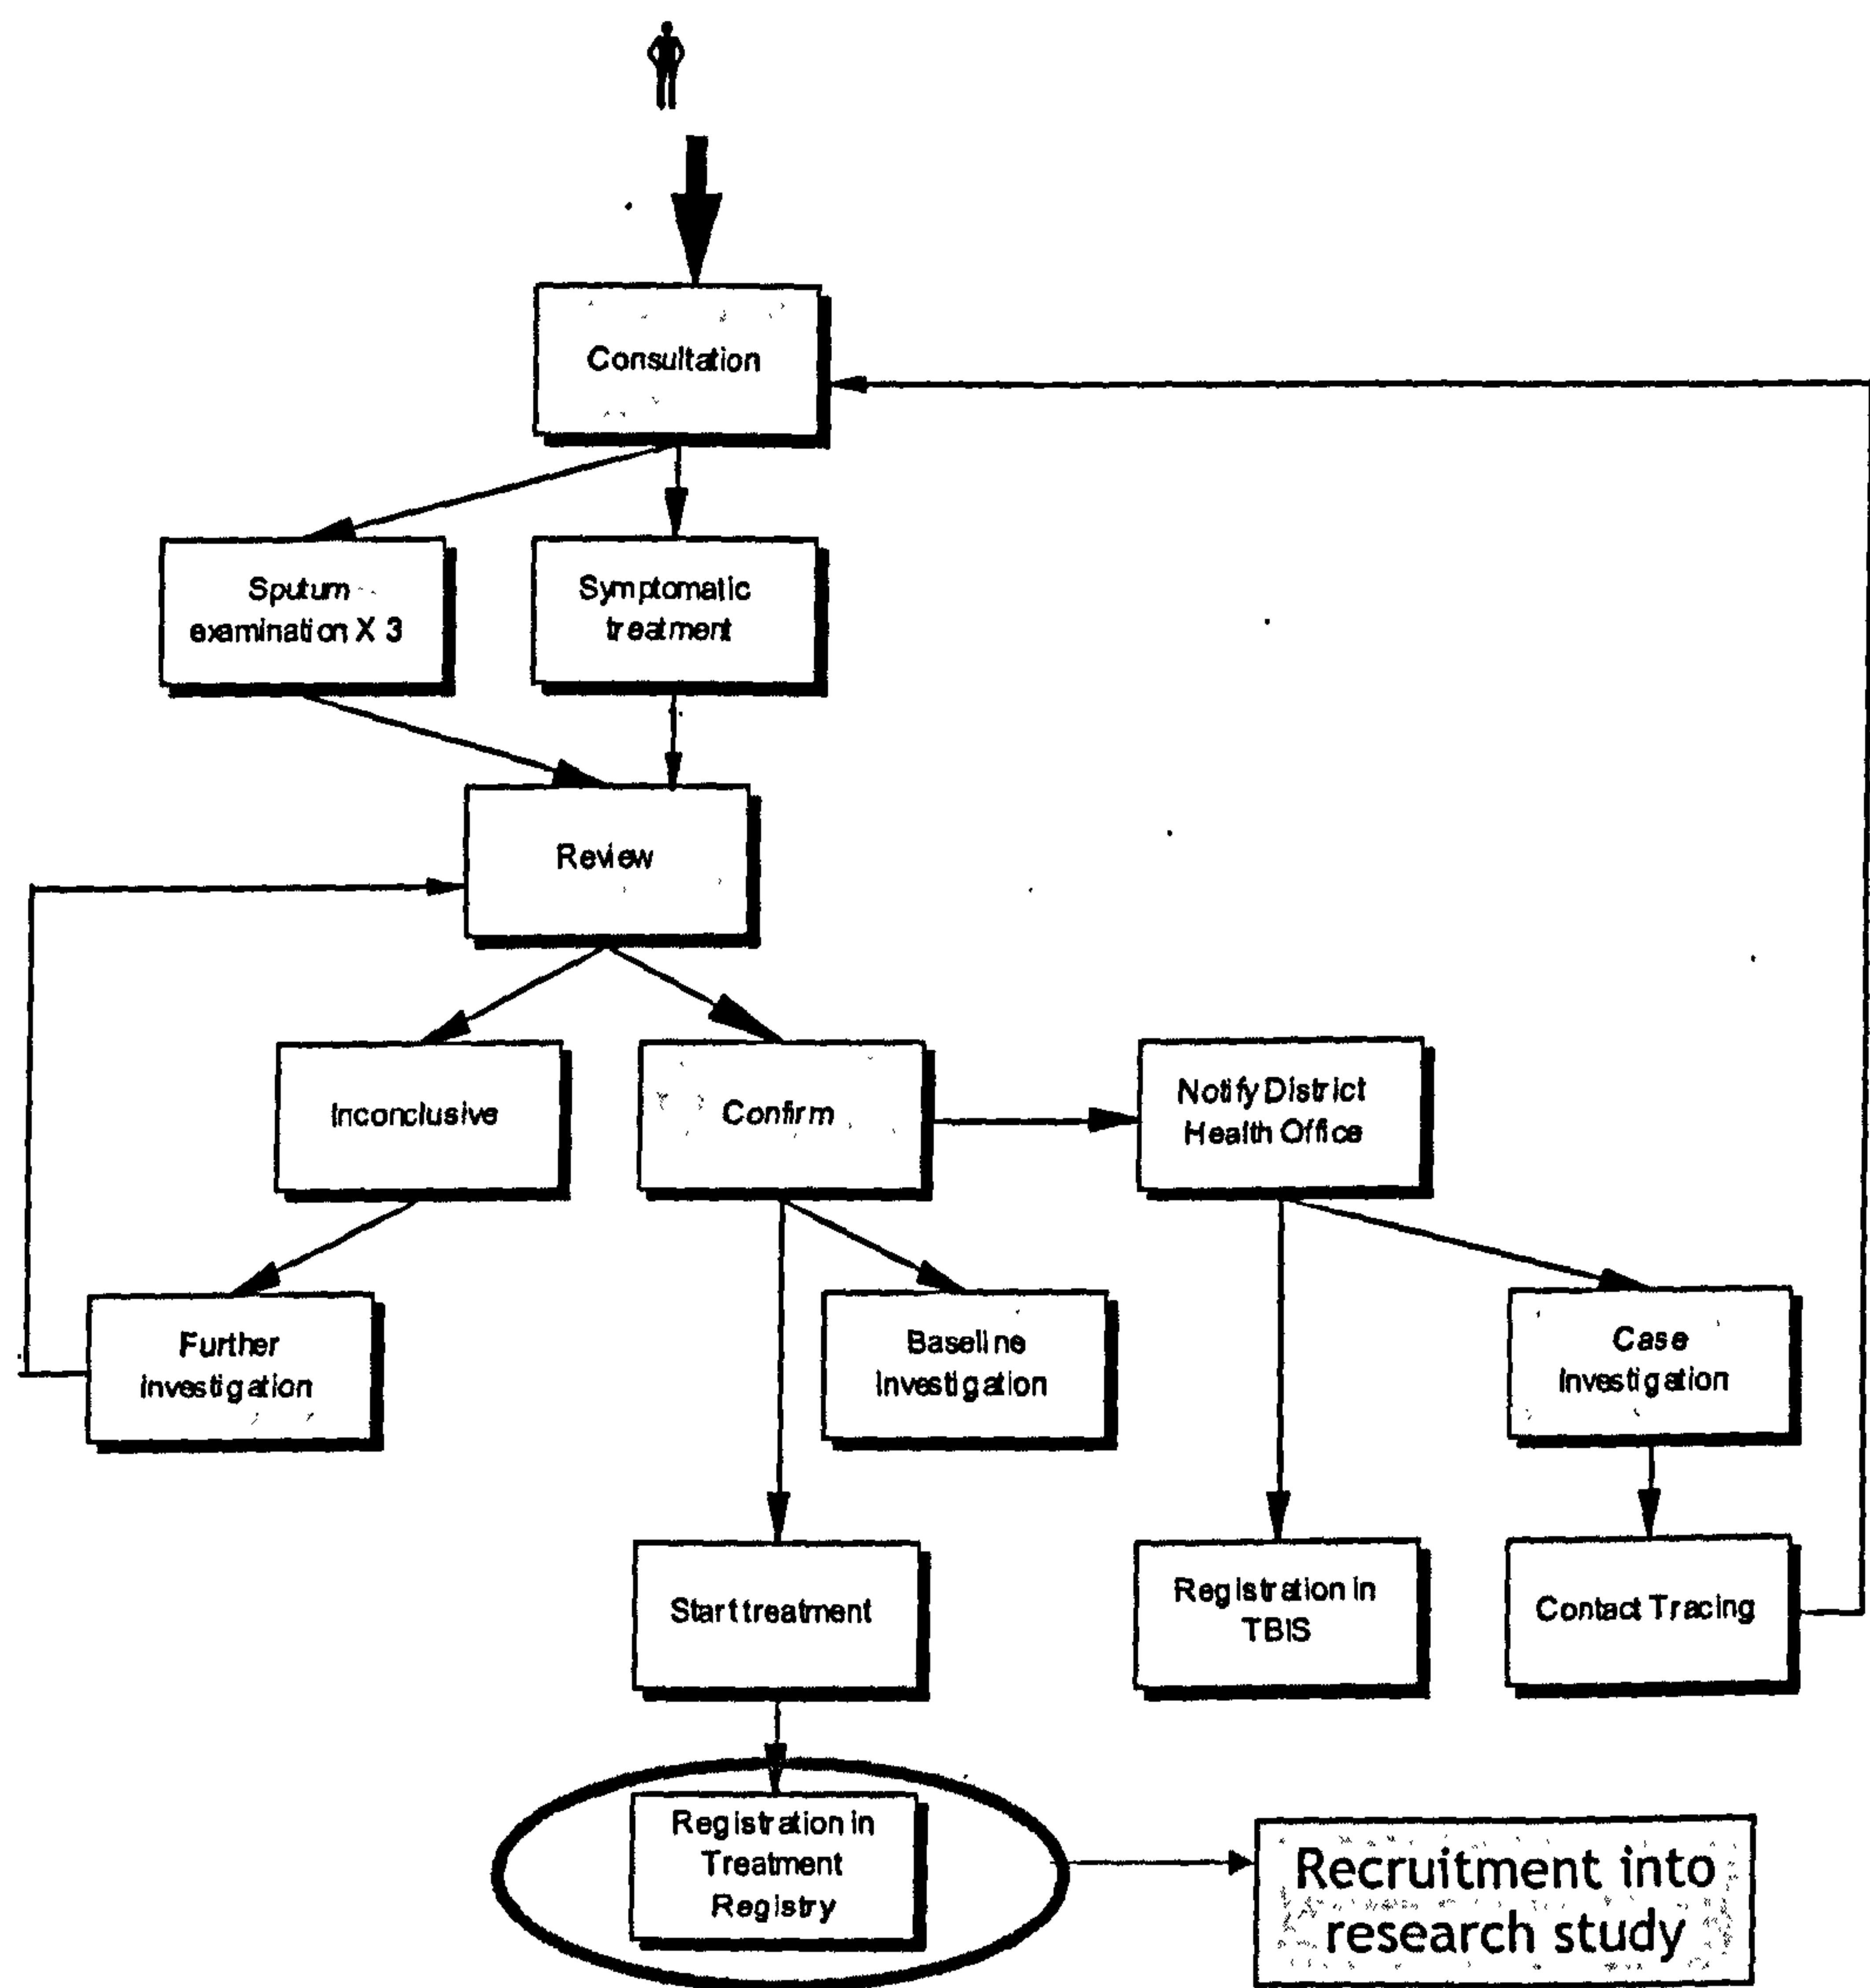 Consultation
Sputum
examination X 3
Symptomatic
treatment
Review
Inconclusive
Confirm
Notify District
Health Office
Further
investigation
Baseline
Investigation
Case
Investigation
Start treatment
Registration in
TBIS
Contact Tracing
Registration in
Treatment
Registry
Recruitment into
research study